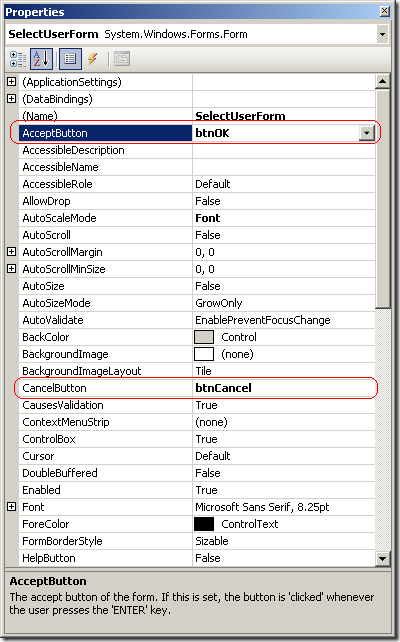 Properties
SelectUserForm System.Windows.Forms.Form
(ApplicationSettings)
(DataBindings)
(Name) SelectUserForm
AcceptButton btnOK
AccessibleDescription
AccessibleName
AccessibleRole Default
AllowDrop False
AutoScaleMode Font
AutoScroll False
AutoScrollMargin 0, 0
AutoScrollMinSize 0, 0
AutoSize False
AutoSizeMode GrowOnly
AutoValidate EnablePreventFocusChange
BackColor Control
BackgroundImage (none)
BackgroundImageLayout Tile
CancelButton btnCancel
CausesValidation True
ContextMenuStrip (none)
ControlBox True
Cursor Default
DoubleBuffered False
Enabled True
Font Microsoft Sans Serif, 8.25pt
ForeColor ControlText
FormBorderStyle Sizable
HelpButton False
AcceptButton
The accept button of the form. If this is set, the button is 'clicked' whenever
the user presses the 'ENTER' key.